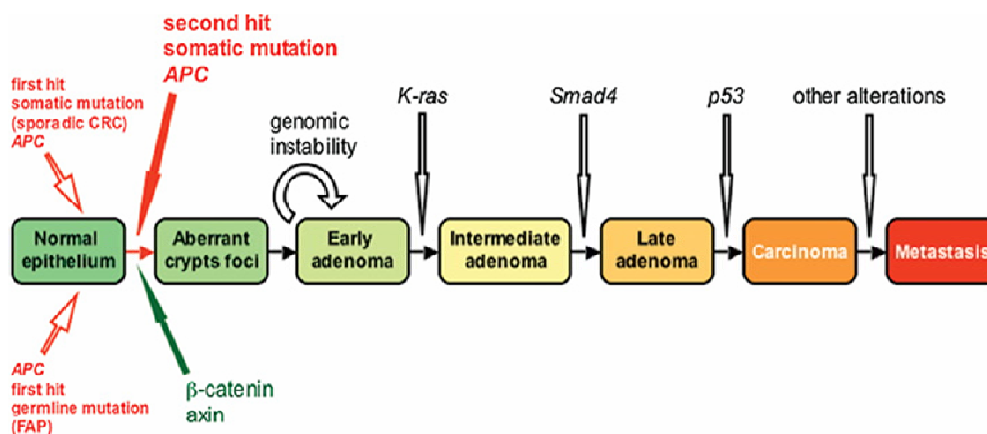 second hit
somatic mutation
APC
first hit
somatic mutation
(sporadic CRC)
APC
genomic
instability
K-ras
Smad4
p53
other alterations
Normal
epithelium
Aberrant
crypts foci
Early
adenoma
Intermediate
adenoma
Late
adenoma
Carcinoma
Metastasis
APC
first hit
germline mutation
(FAP)
β-catenin
axin